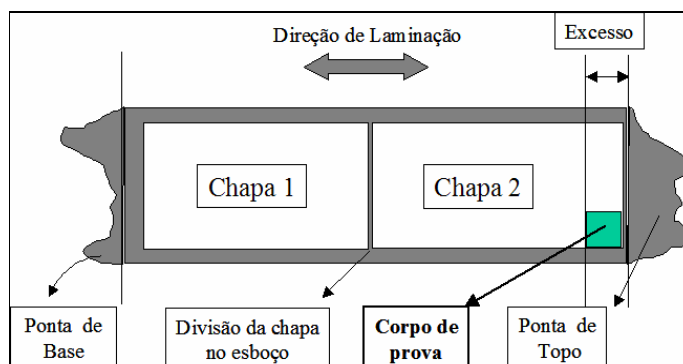 Direção de Laminação
Excesso
Chapa 1
Chapa 2
Ponta de
Base
Divisão da chapa
no esboço
Corpo de
prova
Ponta de
Topo